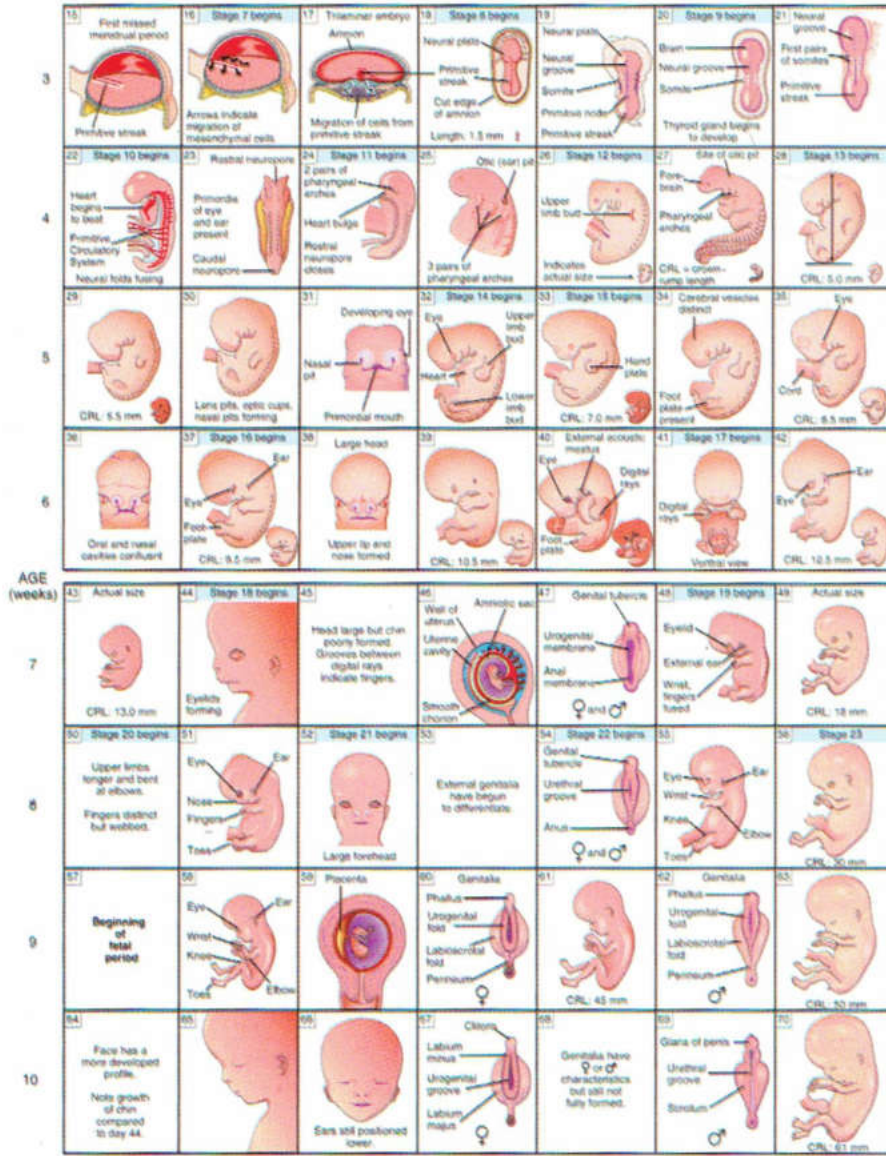 15
First missed
menstrual period
Primitive streak
16
Stage 7 begins
Arrows indicate
migration of
mesenchymal cells
17
Trilaminar embryo
Amnion
Migration of cells from
primitive streak
18
Stage 8 begins
Neural plate
Primitive
streak
Cut edge
of amnion
Length: 1.5 mm
19
Neural plate
Neural
groove
Somite
Primitive node
Primitive streak
20
Stage 9 begins
Brain
Neural groove
Somite
Thyroid gland begins
to develop
21
Neural
groove
First pairs
of somites
Primitive
streak
3
22
Stage 10 begins
Heart
begins
to beat
Primitive
Circulatory
System
Neural folds fusing
23
Rostral neuropore
Primordia
of eye
and ear
present
Caudal
neuropore
24
Stage 11 begins
2 pairs of
pharyngeal
arches
Heart bulge
Rostral
neuropore
closes
25
Otic (ear) pit
3 pairs of
pharyngeal arches
26
Stage 12 begins
Upper
limb bud
Indicates
actual size
27
Site of otic pit
Fore-
brain
Pharyngeal
arches
CRL = crown-
rump length
28
Stage 13 begins
CRL: 5.0 mm
4
29
CRL: 5.5 mm
30
Lens pits, optic cups,
nasal pits forming
31
Developing eye
Nasal
pit
Primordial mouth
32
Stage 14 begins
Eye
Upper
limb
bud
Heart
Lower
limb
bud
33
Stage 15 begins
Hand
plate
CRL: 7.0 mm
34
Cerebral vesicles
distinct
Foot
plate
present
35
Eye
Cord
CRL: 8.5 mm
5
36
Oral and nasal
cavities confluent
37
Stage 16 begins
Ear
Eye
Foot-
plate
CRL: 9.5 mm
38
Large head
Upper lip and
nose formed
39
CRL: 10.5 mm
40
External acoustic
meatus
Eye
Digital
rays
Foot
plate
41
Stage 17 begins
Digital
rays
Ventral view
42
Ear
Eye
CRL: 12.5 mm
6
AGE
(weeks)
43
Actual size
CRL: 13.0 mm
44
Stage 18 begins
Eyelids
forming
45
Head large but chin
poorly formed.
Grooves between
digital rays
indicate fingers.
46
Amniotic sac
Wall of
uterus
Uterine
cavity
Smooth
chorion
47
Genital tubercle
Urogenital
membrane
Anal
membrane
♀ and ♂
48
Stage 19 begins
Eyelid
External ear
Wrist,
fingers
fused
49
Actual size
CRL: 18 mm
7
50
Stage 20 begins
Upper limbs
longer and bent
at elbows.
Fingers distinct
but webbed.
51
Eye
Ear
Nose
Fingers
Toes
52
Stage 21 begins
Large forehead
53
External genitalia
have begun
to differentiate.
54
Stage 22 begins
Genital
tubercle
Urethral
groove
Anus
♀ and ♂
55
Eye
Ear
Wrist
Knee
Toes
Elbow
56
Stage 23
CRL: 30 mm
8
57
Beginning
of
fetal
period
58
Eye
Ear
Wrist
Knee
Toes
Elbow
59
Placenta
60
Genitalia
Phallus
Urogenital
fold
Labioscrotal
fold
Perineum
♀
61
CRL: 45 mm
62
Genitalia
Phallus
Urogenital
fold
Labioscrotal
fold
Perineum
♂
63
CRL: 50 mm
9
64
Face has a
more developed
profile.
Note growth
of chin
compared
to day 44.
65
66
Ears still positioned
lower.
67
Clitoris
Labium
minus
Urogenital
groove
Labium
majus
♀
68
Genitalia have
♀ or ♂
characteristics
but still not
fully formed.
69
Glans of penis
Urethral
groove
Scrotum
♂
70
CRL: 61 mm
10